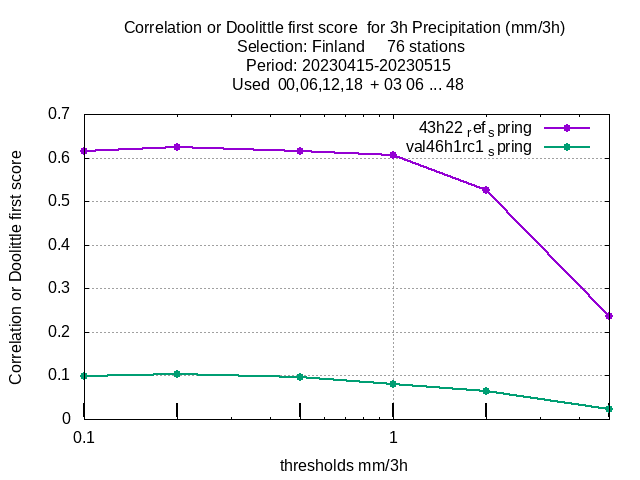 Correlation or Doolittle first score  for 3h Precipitation (mm/3h)
Selection: Finland     76 stations
Period: 20230415-20230515
Used  00,06,12,18  + 03 06 ... 48
43h22 ref spring
val46h1rc1 spring
Correlation or Doolittle first score
0.7
0.6
0.5
0.4
0.3
0.2
0.1
0
0.1
1
thresholds mm/3h